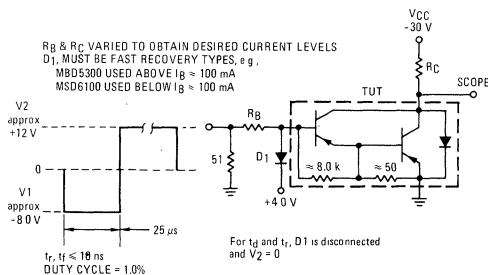 VCC
-30 V
RB & RC VARIED TO OBTAIN DESIRED CURRENT LEVELS
D1, MUST BE FAST RECOVERY TYPES, e g,
MBD5300 USED ABOVE IB ≈ 100 mA
MSD6100 USED BELOW IB ≈ 100 mA
RC
SCOPE
TUT
V2
approx
+12 V
RB
D1
51
≈ 8.0 k
≈ 50
+4 0 V
0
V1
approx
-8 0 V
25 μs
tr, tf ≤ 10 ns
DUTY CYCLE = 1.0%
For td and tr, D1 is disconnected
and V2 = 0